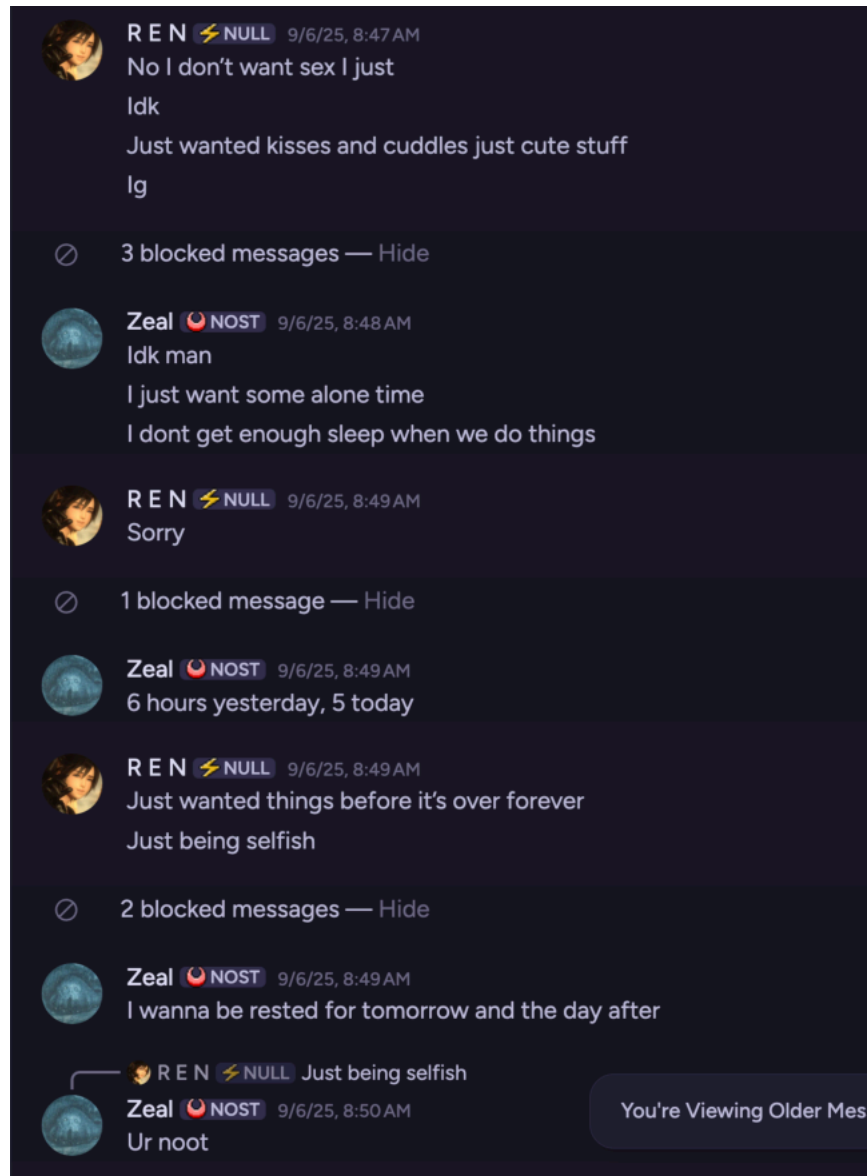 R E N ⚡NULL 9/6/25, 8:47 AM
No I don't want sex I just
Idk
Just wanted kisses and cuddles just cute stuff
Ig
3 blocked messages — Hide
Zeal NOST 9/6/25, 8:48 AM
Idk man
I just want some alone time
I dont get enough sleep when we do things
R E N ⚡NULL 9/6/25, 8:49 AM
Sorry
1 blocked message — Hide
Zeal NOST 9/6/25, 8:49 AM
6 hours yesterday, 5 today
R E N ⚡NULL 9/6/25, 8:49 AM
Just wanted things before it's over forever
Just being selfish
2 blocked messages — Hide
Zeal NOST 9/6/25, 8:49 AM
I wanna be rested for tomorrow and the day after
R E N ⚡NULL Just being selfish
Zeal NOST 9/6/25, 8:50 AM
Ur noot
You're Viewing Older Mes